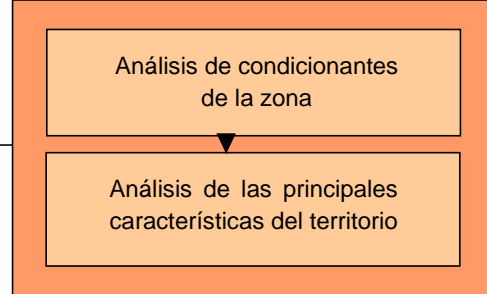 Análisis de condicionantes
de la zona
Análisis de las principales
características del territorio